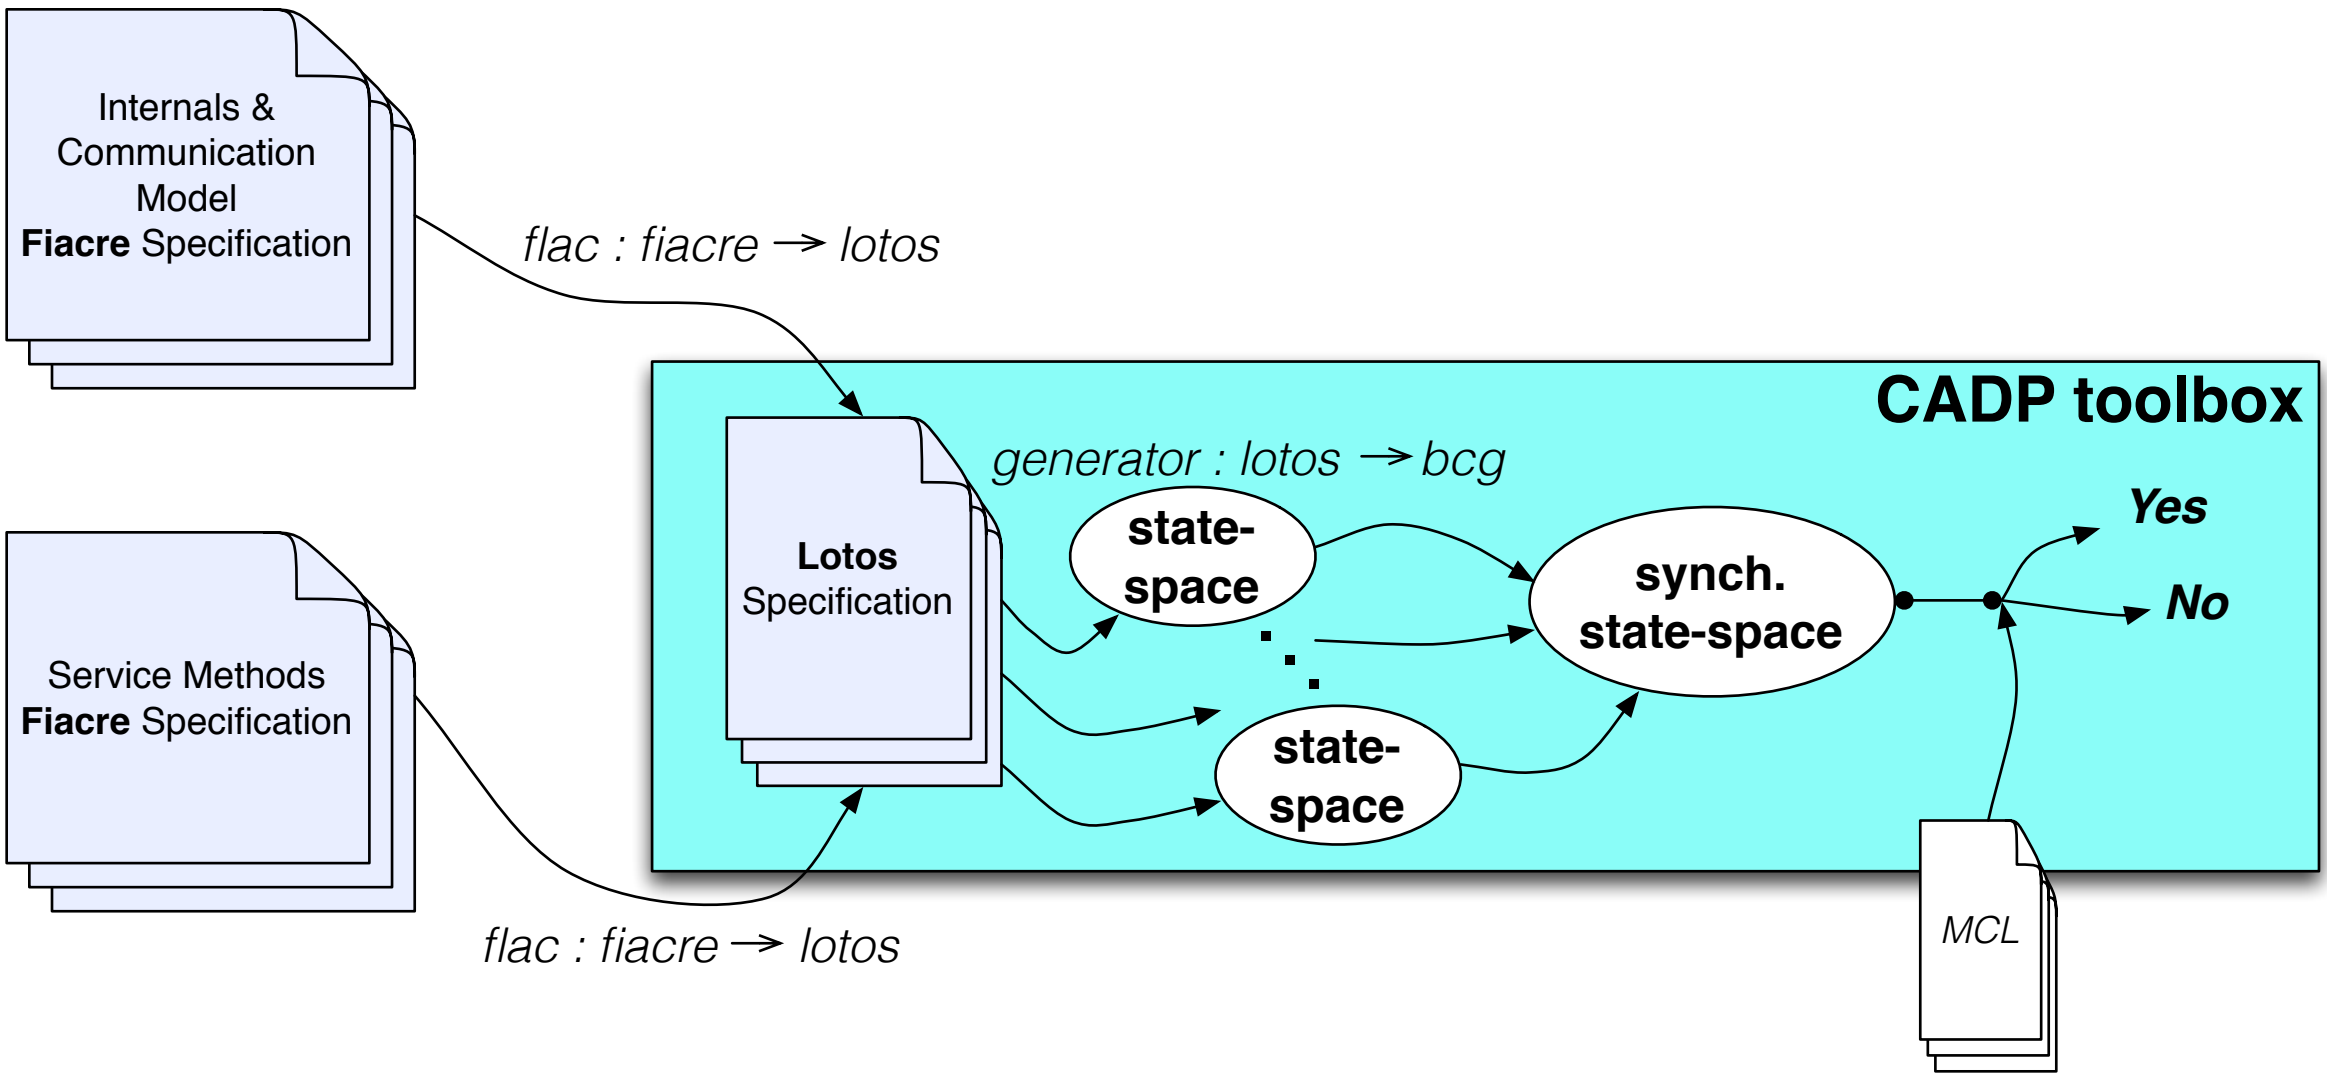 Internals &
Communication
Model
Fiacre Specification
flac : fiacre → lotos
CADP toolbox
generator : lotos → bcg
state-
space
Lotos
Specification
synch.
state-space
Yes
No
Service Methods
Fiacre Specification
state-
space
MCL
flac : fiacre → lotos